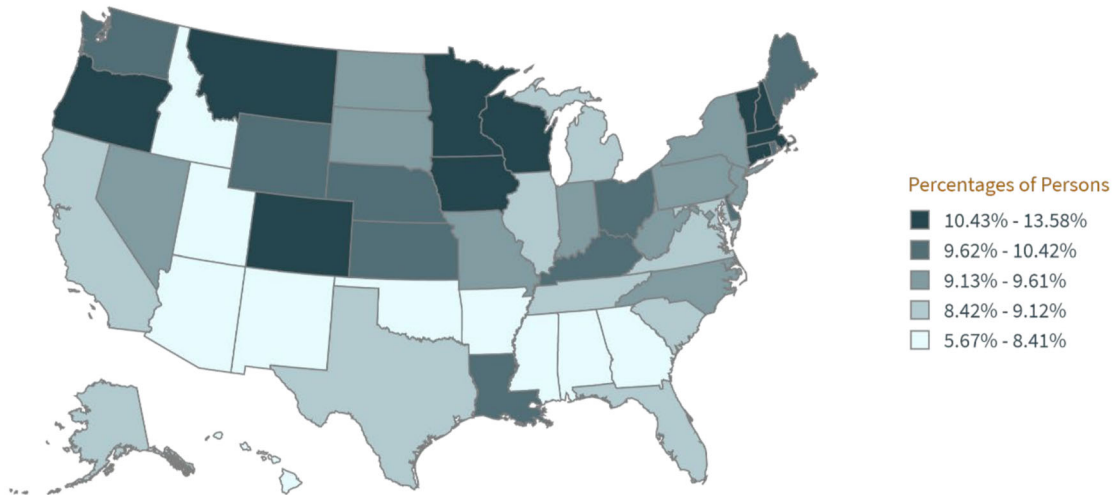 Percentages of Persons
10.43% - 13.58%
9.62% - 10.42%
9.13% - 9.61%
8.42% - 9.12%
5.67% - 8.41%